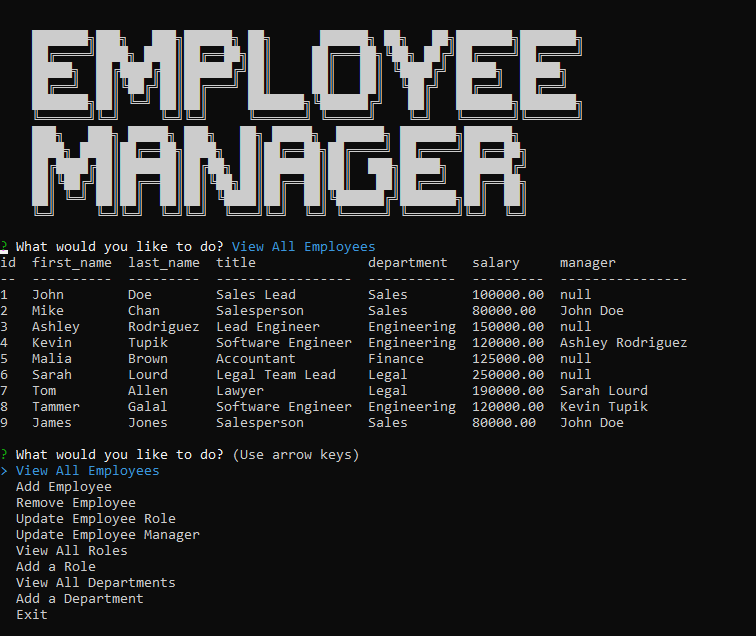 EMPLOYEE
MANAGER
? What would you like to do? View All Employees
id  first_name  last_name  title              department   salary     manager
--  ----------  ---------  -----------------  -----------  ---------  ----------------
1   John        Doe        Sales Lead         Sales        100000.00  null
2   Mike        Chan       Salesperson        Sales        80000.00   John Doe
3   Ashley      Rodriguez  Lead Engineer      Engineering  150000.00  null
4   Kevin       Tupik      Software Engineer  Engineering  120000.00  Ashley Rodriguez
5   Malia       Brown      Accountant         Finance      125000.00  null
6   Sarah       Lourd      Legal Team Lead    Legal        250000.00  null
7   Tom         Allen      Lawyer             Legal        190000.00  Sarah Lourd
8   Tammer      Galal      Software Engineer  Engineering  120000.00  Kevin Tupik
9   James       Jones      Salesperson        Sales        80000.00   John Doe
? What would you like to do? (Use arrow keys)
> View All Employees
Add Employee
Remove Employee
Update Employee Role
Update Employee Manager
View All Roles
Add a Role
View All Departments
Add a Department
Exit